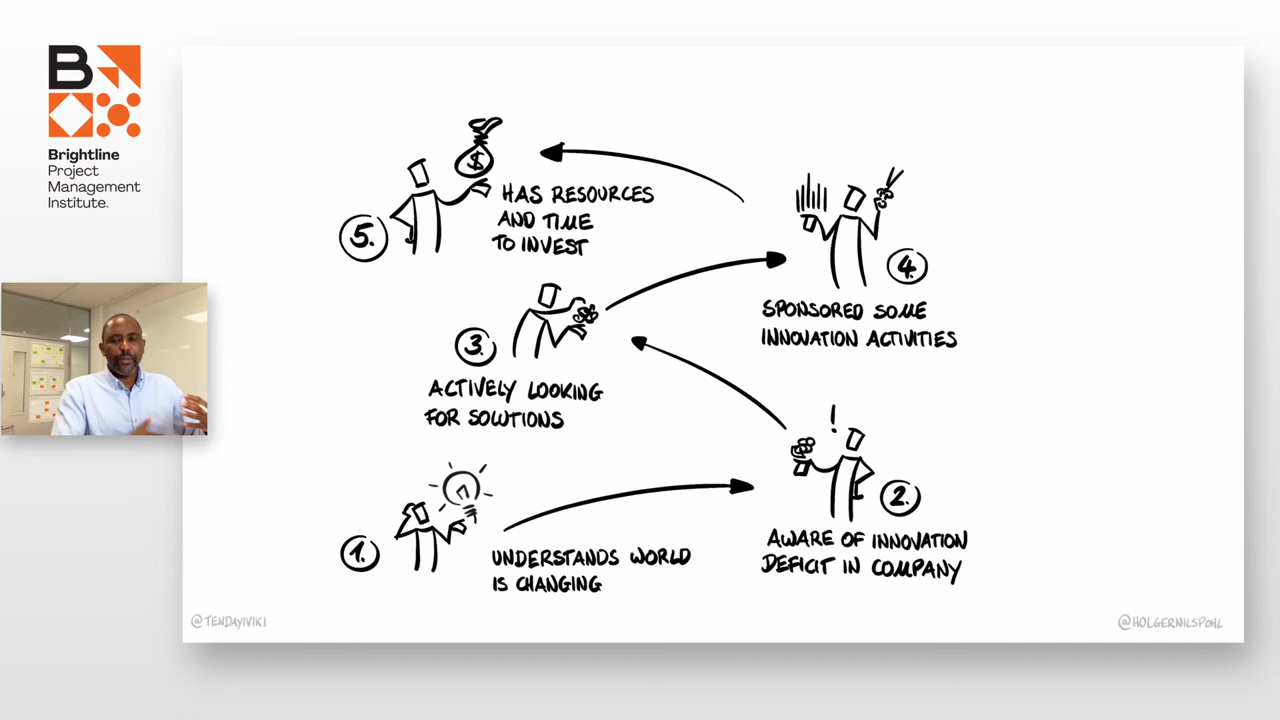 B
Brightline
Project
Management
Institute.
5.
$
HAS RESOURCES
AND TIME
TO INVEST
4.
SPONSORED SOME
INNOVATION ACTIVITIES
3.
ACTIVELY LOOKING
FOR SOLUTIONS
!
2.
AWARE OF INNOVATION
DEFICIT IN COMPANY
1.
UNDERSTANDS WORLD
IS CHANGING
@TENDAYIVIKI
@HOLGERNILSPOHL